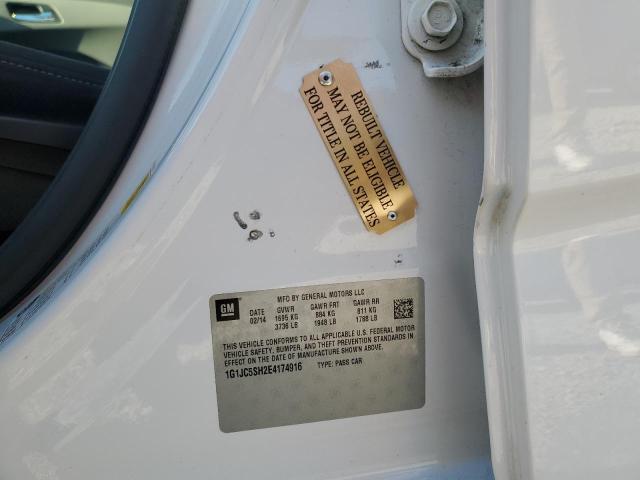 REBUILT VEHICLE
MAY NOT BE ELIGIBLE
FOR TITLE IN ALL STATES
GM
MFD BY GENERAL MOTORS LLC
DATE GVWR GAWR FRT GAWR RR
02/14 1695 KG 884 KG 811 KG
3736 LB 1948 LB 1788 LB
THIS VEHICLE CONFORMS TO ALL APPLICABLE U.S. FEDERAL MOTOR
VEHICLE SAFETY, BUMPER, AND THEFT PREVENTION STANDARDS IN
EFFECT ON THE DATE OF MANUFACTURE SHOWN ABOVE.
1G1JC5SH2E4174916 TYPE: PASS CAR